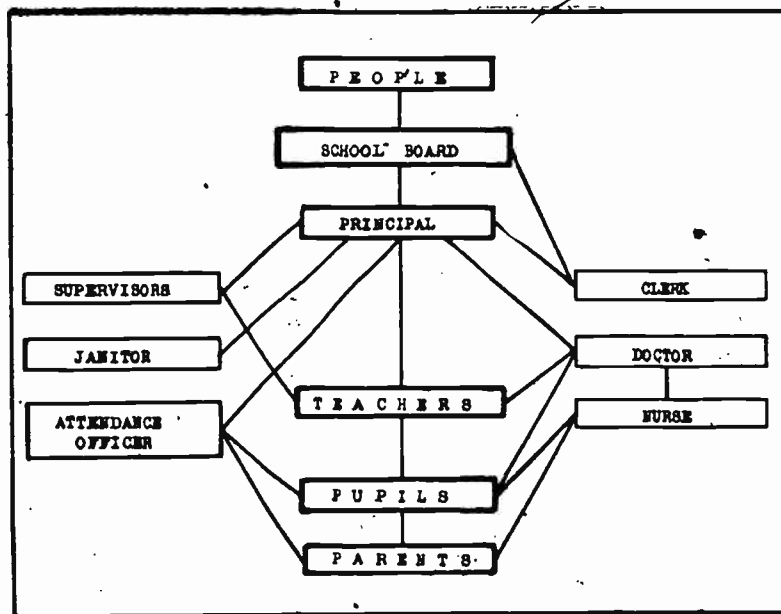 PEOPLE
SCHOOL BOARD
PRINCIPAL
SUPERVISORS
CLERK
JANITOR
DOCTOR
TEACHERS
NURSE
ATTENDANCE
OFFICER
PUPILS
PARENTS